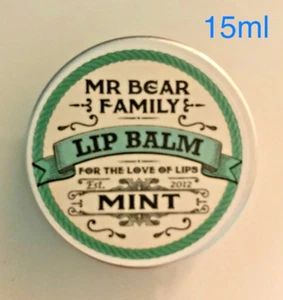 15ml
MR BEAR
FAMILY
LIP BALM
FOR THE LOVE OF LIPS
Est. 2012
MINT